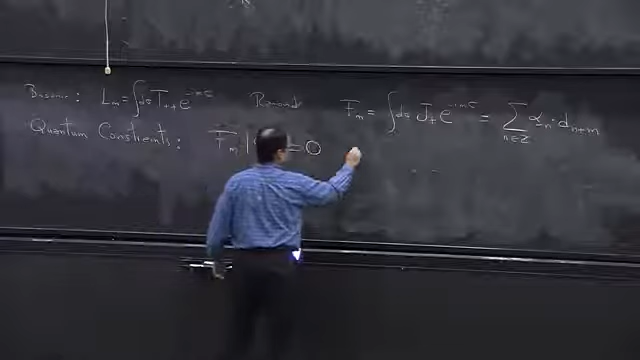 Bosonic : L_m = ∫dσ T_{++} e^{-imσ} Ramond F_m = ∫dσ J_+ e^{-imσ} = Σ_{n∈Z} α_{-n} · d_{n+m}
Quantum Constraints : F_m | = 0